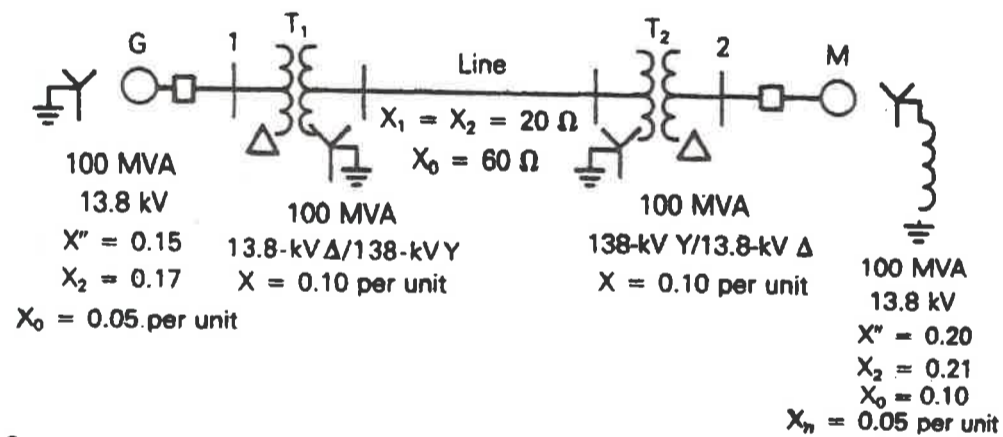 G
1
T₁
Line
T₂
2
M
X₁ = X₂ = 20 Ω
X₀ = 60 Ω
100 MVA
13.8 kV
X" = 0.15
X₂ = 0.17
X₀ = 0.05 per unit
100 MVA
13.8-kV Δ/138-kV Y
X = 0.10 per unit
100 MVA
138-kV Y/13.8-kV Δ
X = 0.10 per unit
100 MVA
13.8 kV
X" = 0.20
X₂ = 0.21
X₀ = 0.10
Xₙ = 0.05 per unit